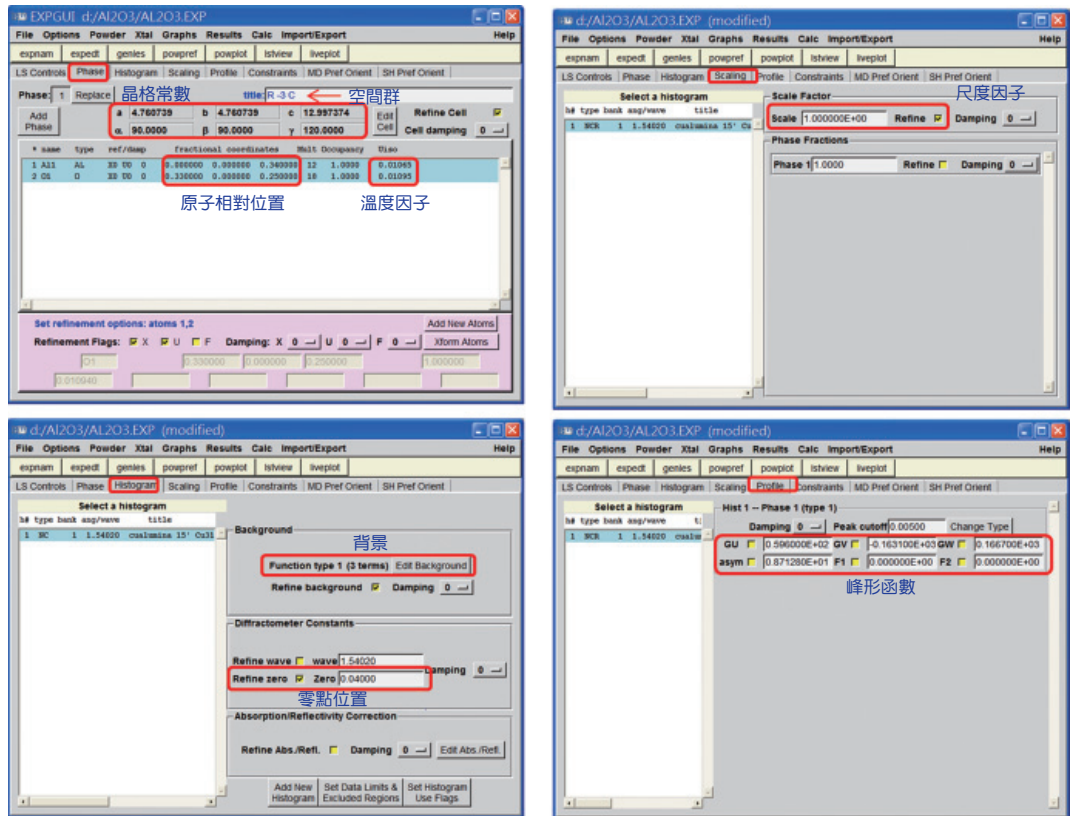 EXPGUI d:/Al2O3/AL2O3.EXP
File Options Powder Xtal Graphs Results Calc Import/Export Help
expnam expedt genles powpref powplot lstview liveplot
LS Controls Phase Histogram Scaling Profile Constraints MD Pref Orient SH Pref Orient
Phase: 1 Replace 晶格常數 title: R -3 C ← 空間群
Add Phase a 4.760739 b 4.760739 c 12.997374 Edit Cell Refine Cell
α 90.0000 β 90.0000 γ 120.0000 Cell damping 0
* name type ref/damp fractional coordinates Mult Occupancy Uiso
1 Al1 AL X0 U0 0 0.000000 0.000000 0.340000 12 1.0000 0.01065
2 O1 O X0 U0 0 0.330000 0.000000 0.250000 18 1.0000 0.01095
原子相對位置 溫度因子
Set refinement options: atoms 1,2 Add New Atoms
Refinement Flags: X U F Damping: X 0 U 0 F 0 Xform Atoms
O1 0.330000 0.000000 0.250000 1.000000
0.010940
d:/Al2O3/AL2O3.EXP (modified)
File Options Powder Xtal Graphs Results Calc Import/Export Help
expnam expedt genles powpref powplot lstview liveplot
LS Controls Phase Histogram Scaling Profile Constraints MD Pref Orient SH Pref Orient
Select a histogram Scale Factor 尺度因子
h# type bank ang/wave title
Scale 1.000000E+00 Refine Damping 0
1 NCR 1 1.54020 cualumina 15' Cu
Phase Fractions
Phase 1 1.0000 Refine Damping 0
d:/Al2O3/AL2O3.EXP (modified)
File Options Powder Xtal Graphs Results Calc Import/Export Help
expnam expedt genles powpref powplot lstview liveplot
LS Controls Phase Histogram Scaling Profile Constraints MD Pref Orient SH Pref Orient
Select a histogram
h# type bank ang/wave title
1 NC 1 1.54020 cualumina 15' Cu31
Background
背景
Function type 1 (3 terms) Edit Background
Refine background Damping 0
Diffractometer Constants
Refine wave wave 1.54020 Damping 0
Refine zero Zero 0.04000
零點位置
Absorption/Reflectivity Correction
Refine Abs./Refl. Damping 0 Edit Abs./Refl.
Add New Histogram Set Data Limits & Excluded Regions Set Histogram Use Flags
d:/Al2O3/AL2O3.EXP (modified)
File Options Powder Xtal Graphs Results Calc Import/Export Help
expnam expedt genles powpref powplot lstview liveplot
LS Controls Phase Histogram Scaling Profile Constraints MD Pref Orient SH Pref Orient
Select a histogram Hist 1 -- Phase 1 (type 1)
h# type bank ang/wave t:
1 NCR 1 1.54020 cualum
Damping 0 Peak cutoff 0.00500 Change Type
GU 0.596000E+02 GV -0.163100E+03 GW 0.166700E+03
asym 0.871280E+01 F1 0.000000E+00 F2 0.000000E+00
峰形函數